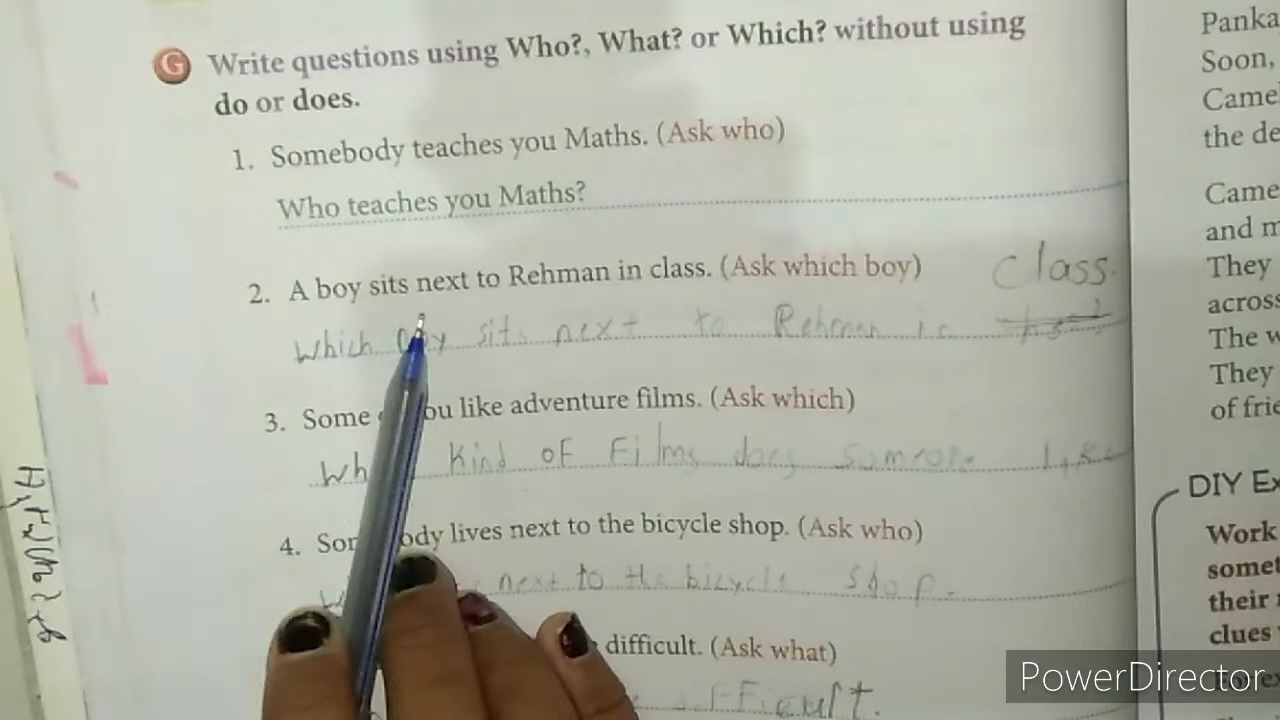 G Write questions using Who?, What? or Which? without using
do or does.
1. Somebody teaches you Maths. (Ask who)
Who teaches you Maths?
2. A boy sits next to Rehman in class. (Ask which boy)
Class.
which sits next to Rehman in
3. Some you like adventure films. (Ask which)
kind of Films does someone like
4. lives next to the bicycle shop. (Ask who)
next to the bicycle shop.
difficult. (Ask what)
Panka
Soon,
Came
the de
Came
and m
They
across
The w
They
of frie
DIY Ex
Work
somet
their
clues
PowerDirector